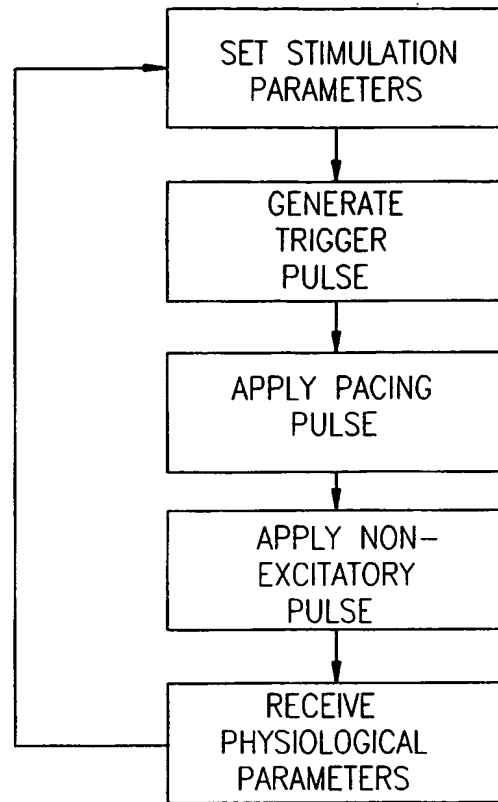 SET STIMULATION
PARAMETERS
GENERATE
TRIGGER
PULSE
APPLY PACING
PULSE
APPLY NON-
EXCITATORY
PULSE
RECEIVE
PHYSIOLOGICAL
PARAMETERS